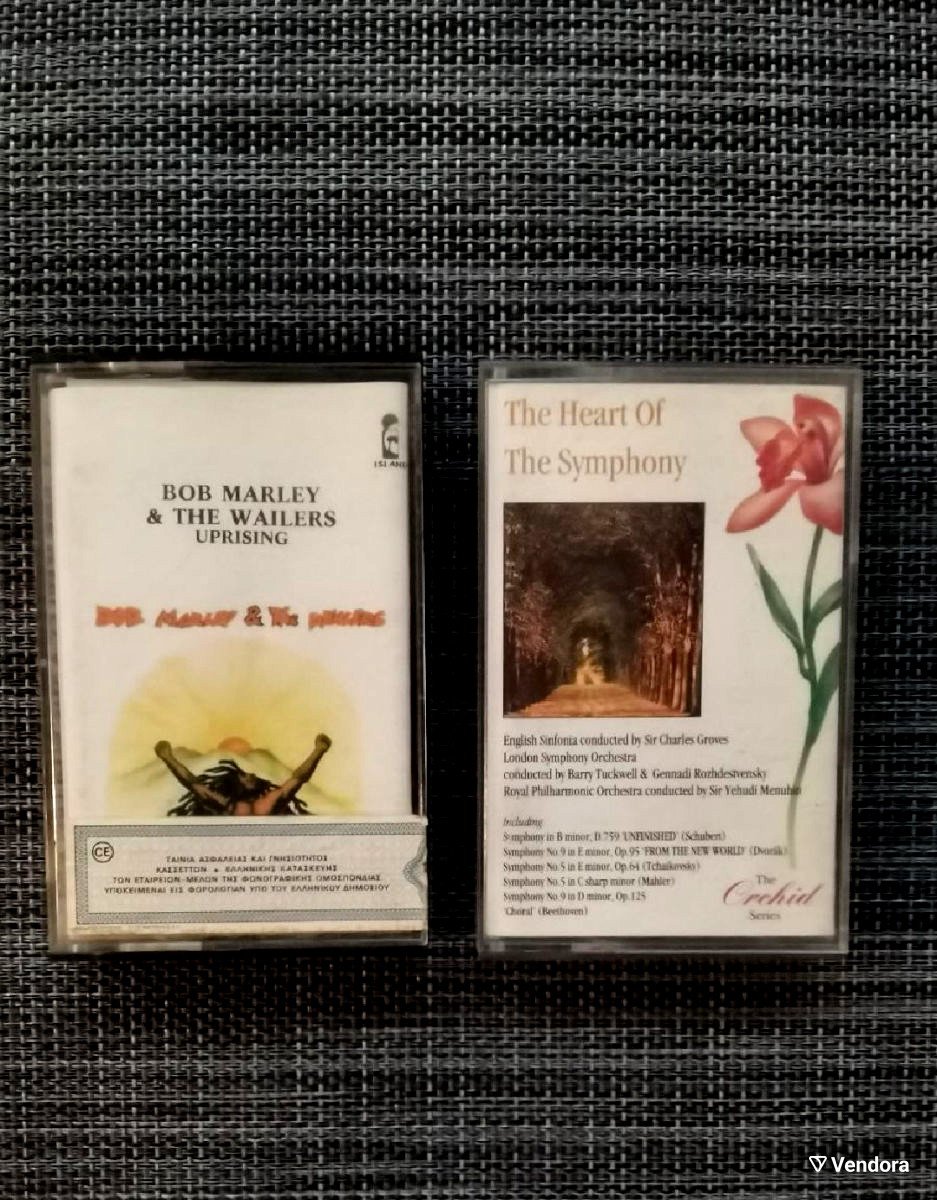 ISLAND
BOB MARLEY
& THE WAILERS
UPRISING
BOB MARLEY & THE WAILERS
CE
ΤΑΙΝΙΑ ΑΣΦΑΛΕΙΑΣ ΚΑΙ ΓΝΗΣΙΟΤΗΤΟΣ
ΚΑΣΣΕΤΤΩΝ • ΕΛΛΗΝΙΚΗΣ ΚΑΤΑΣΚΕΥΗΣ
ΤΩΝ ΕΤΑΙΡΕΙΩΝ-ΜΕΛΩΝ ΤΗΣ ΦΩΝΟΓΡΑΦΙΚΗΣ ΟΜΟΣΠΟΝΔΙΑΣ
ΥΠΟΚΕΙΜΕΝΑΙ ΕΙΣ ΦΟΡΟΛΟΓΙΑΝ ΥΠΟ ΤΟΥ ΕΛΛΗΝΙΚΟΥ ΔΗΜΟΣΙΟΥ
The Heart Of
The Symphony
English Sinfonia conducted by Sir Charles Groves
London Symphony Orchestra
conducted by Barry Tuckwell & Gennadi Rozhdestvensky
Royal Philharmonic Orchestra conducted by Sir Yehudi Menuhin
including
Symphony in B minor, D.759 'UNFINISHED' (Schubert)
Symphony No.9 in E minor, Op.95 'FROM THE NEW WORLD' (Dvorák)
Symphony No.5 in E minor, Op.64 (Tchaikovsky)
Symphony No.5 in C sharp minor (Mahler)
Symphony No.9 in D minor, Op.125
'Choral' (Beethoven)
The
Orchid
Series
Vendora